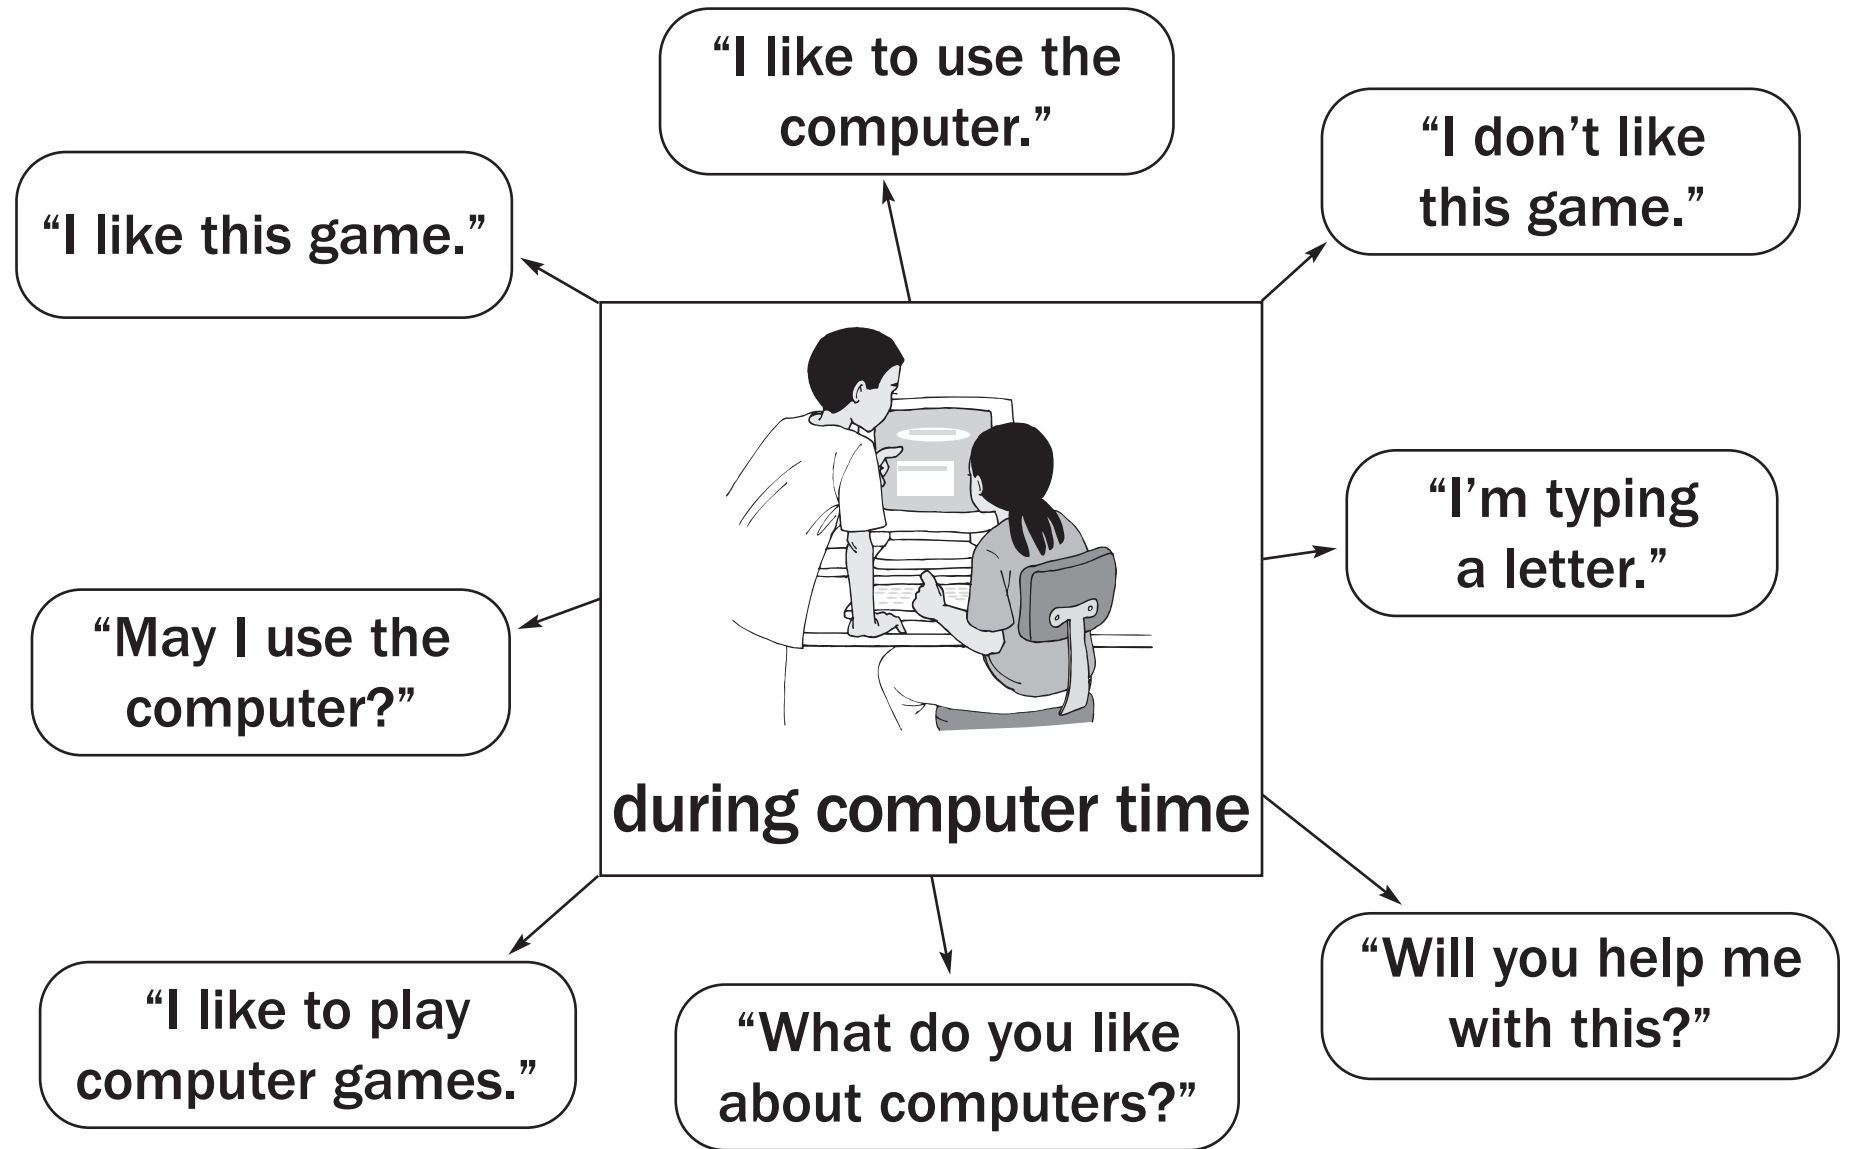 “I like to use the
computer.”
“I don’t like
this game.”
“I like this game.”
“I’m typing
a letter.”
“May I use the
computer?”
during computer time
“Will you help me
with this?”
“I like to play
computer games.”
“What do you like
about computers?”